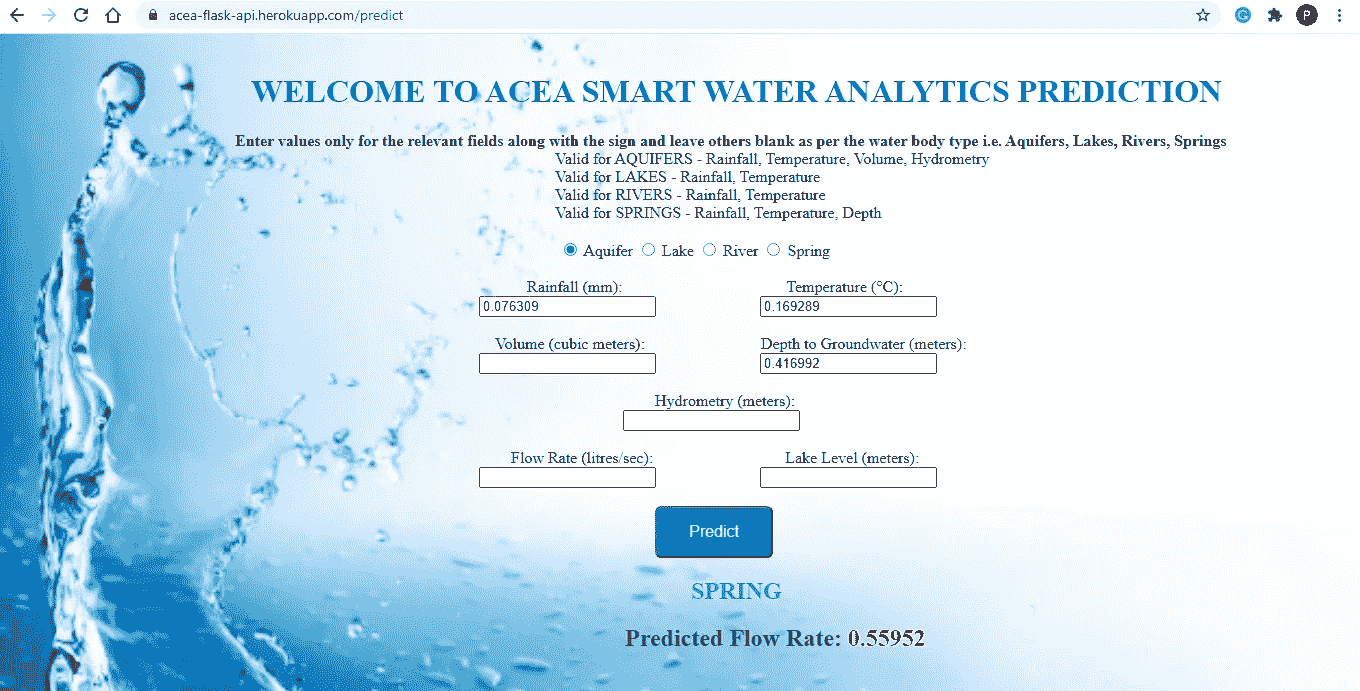 acea-flask-api.herokuapp.com/predict
P
WELCOME TO ACEA SMART WATER ANALYTICS PREDICTION
Enter values only for the relevant fields along with the sign and leave others blank as per the water body type i.e. Aquifers, Lakes, Rivers, Springs
Valid for AQUIFERS - Rainfall, Temperature, Volume, Hydrometry
Valid for LAKES - Rainfall, Temperature
Valid for RIVERS - Rainfall, Temperature
Valid for SPRINGS - Rainfall, Temperature, Depth
Aquifer Lake River Spring
Rainfall (mm): Temperature (°C):
0.076309 0.169289
Volume (cubic meters): Depth to Groundwater (meters):
0.416992
Hydrometry (meters):
Flow Rate (litres/sec): Lake Level (meters):
Predict
SPRING
Predicted Flow Rate: 0.55952